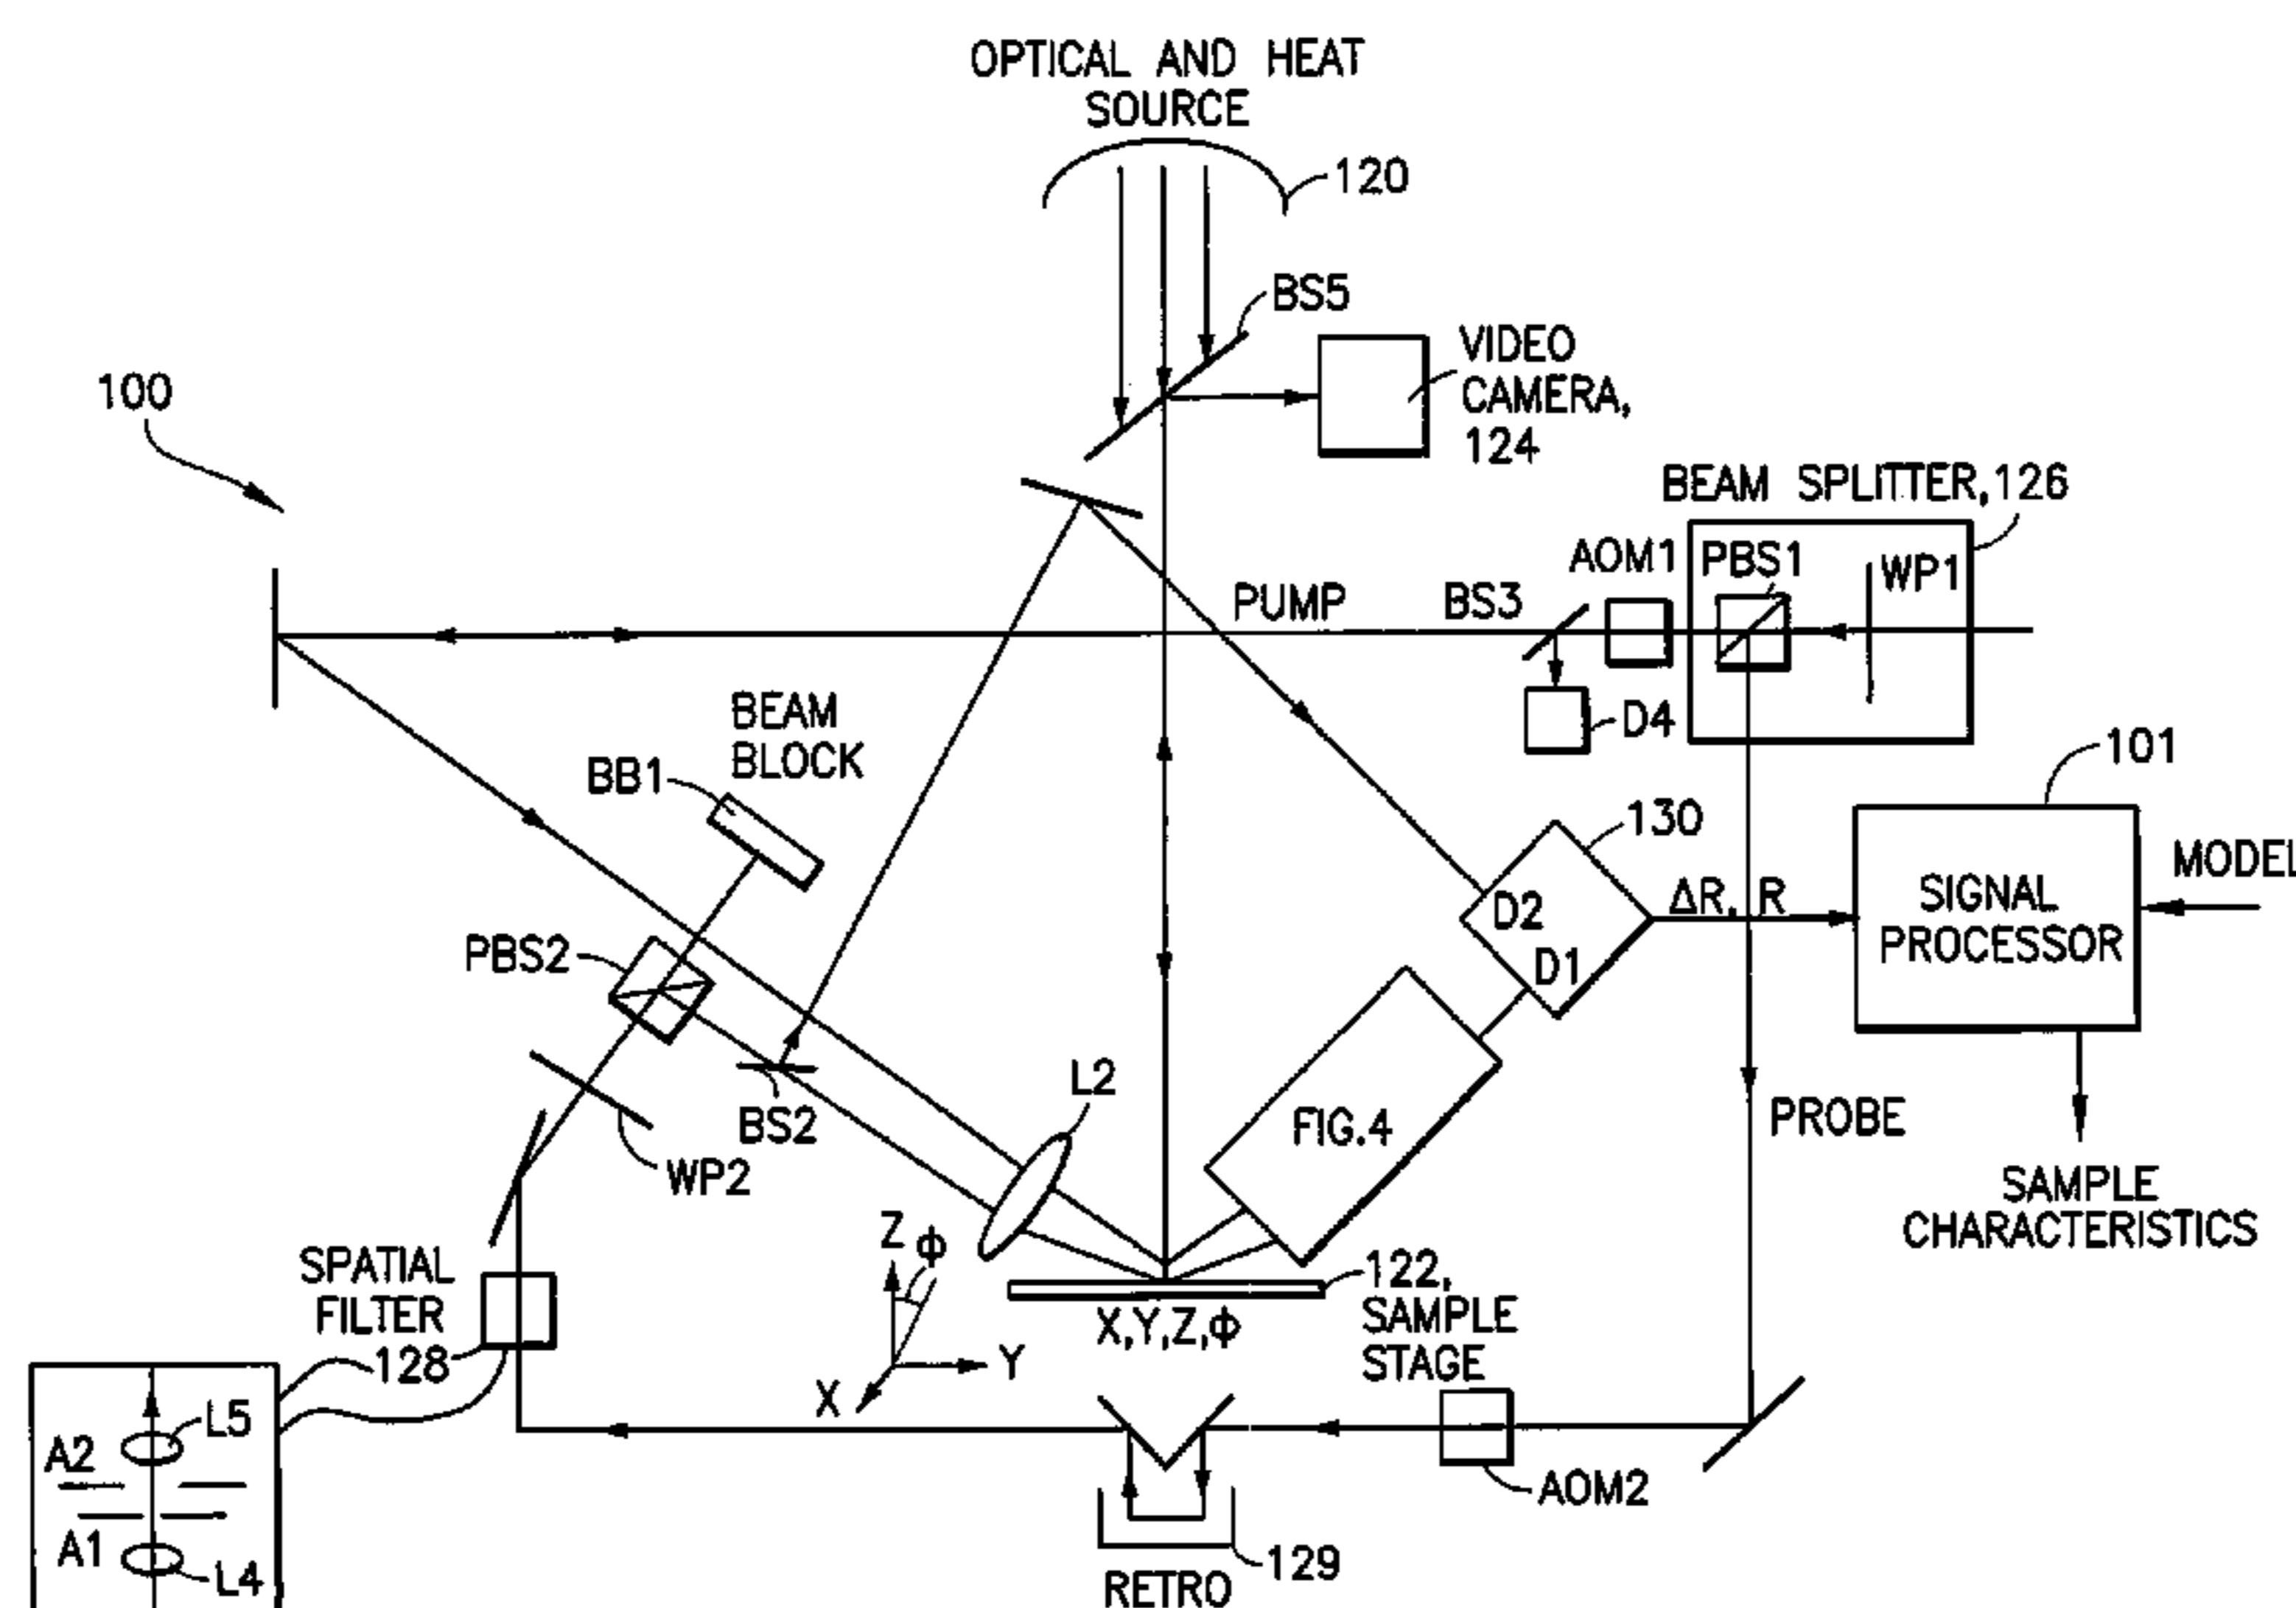 OPTICAL AND HEAT
SOURCE
120
BS5
VIDEO
CAMERA,
124
100
BEAM SPLITTER,126
AOM1
PBS1
WP1
PUMP
BS3
D4
BEAM
BLOCK
BB1
101
130
MODEL
D2
ΔR, R
SIGNAL
PROCESSOR
D1
PBS2
L2
BS2
FIG.4
PROBE
WP2
SAMPLE
CHARACTERISTICS
Z
Φ
SPATIAL
FILTER
128
122,
SAMPLE
STAGE
X,Y,Z,Φ
Y
X
L5
A2
A1
L4
AOM2
129
RETRO